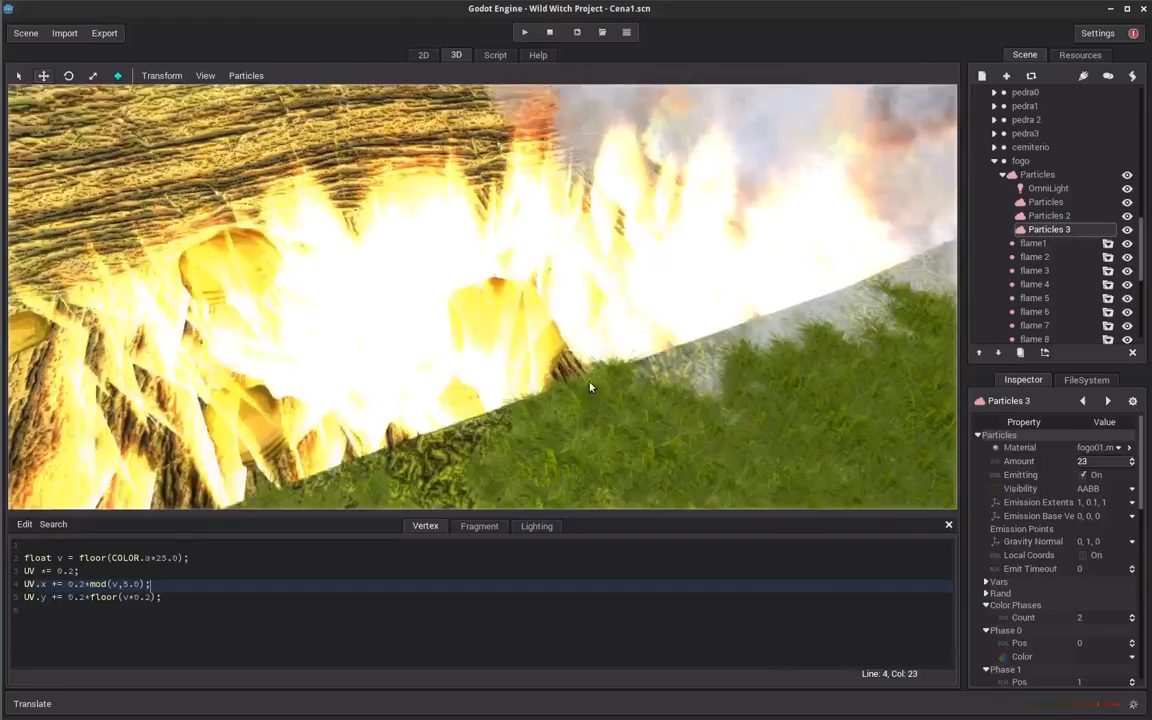 Godot Engine - Wild Witch Project - Cena1.scn
Scene Import Export
Settings
2D 3D Script Help
Scene Resources
Transform View Particles
pedra0
pedra1
pedra 2
pedra3
cemiterio
fogo
Particles
OmniLight
Particles
Particles 2
Particles 3
flame1
flame 2
flame 3
flame 4
flame 5
flame 6
flame 7
flame 8
Inspector FileSystem
Particles 3
Property Value
Particles
Material fogo01.m
Amount 23
Emitting On
Visibility AABB
Emission Extents 1, 0.1, 1
Emission Base Ve 0, 0, 0
Emission Points
Gravity Normal 0, 1, 0
Local Coords On
Emit Timeout 0
Vars
Rand
Color Phases
Count 2
Phase 0
Pos 0
Color
Phase 1
Pos 1
Edit Search
Vertex Fragment Lighting
1
2 float v = floor(COLOR.a*25.0);
3 UV *= 0.2;
4 UV.x += 0.2*mod(v,5.0);
5 UV.y += 0.2*floor(v*0.2);
6
Line: 4, Col: 23
Translate